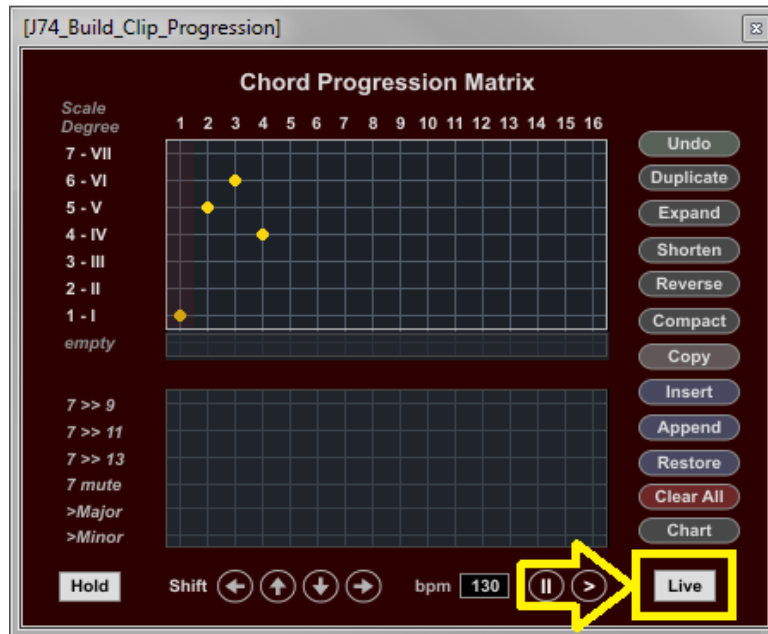 [J74_Build_Clip_Progression]
Chord Progression Matrix
Scale
Degree
1 2 3 4 5 6 7 8 9 10 11 12 13 14 15 16
7 - VII
6 - VI
5 - V
4 - IV
3 - III
2 - II
1 - I
empty
7 >> 9
7 >> 11
7 >> 13
7 mute
>Major
>Minor
Undo
Duplicate
Expand
Shorten
Reverse
Compact
Copy
Insert
Append
Restore
Clear All
Chart
Hold
Shift
bpm 130
>
Live